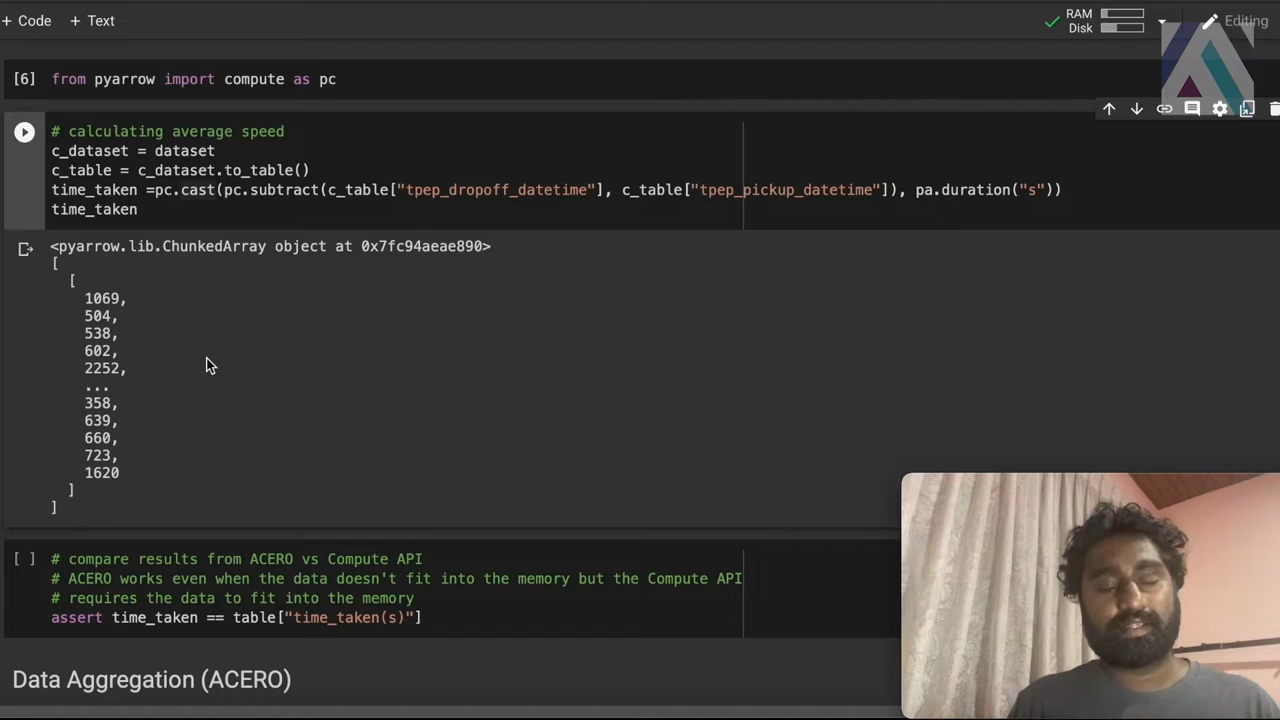 + Code + Text
RAM
Disk
Editing
[6] from pyarrow import compute as pc
# calculating average speed
c_dataset = dataset
c_table = c_dataset.to_table()
time_taken =pc.cast(pc.subtract(c_table["tpep_dropoff_datetime"], c_table["tpep_pickup_datetime"]), pa.duration("s"))
time_taken
<pyarrow.lib.ChunkedArray object at 0x7fc94aeae890>
[
[
1069,
504,
538,
602,
2252,
...
358,
639,
660,
723,
1620
]
]
[ ] # compare results from ACERO vs Compute API
# ACERO works even when the data doesn't fit into the memory but the Compute API
# requires the data to fit into the memory
assert time_taken == table["time_taken(s)"]
Data Aggregation (ACERO)